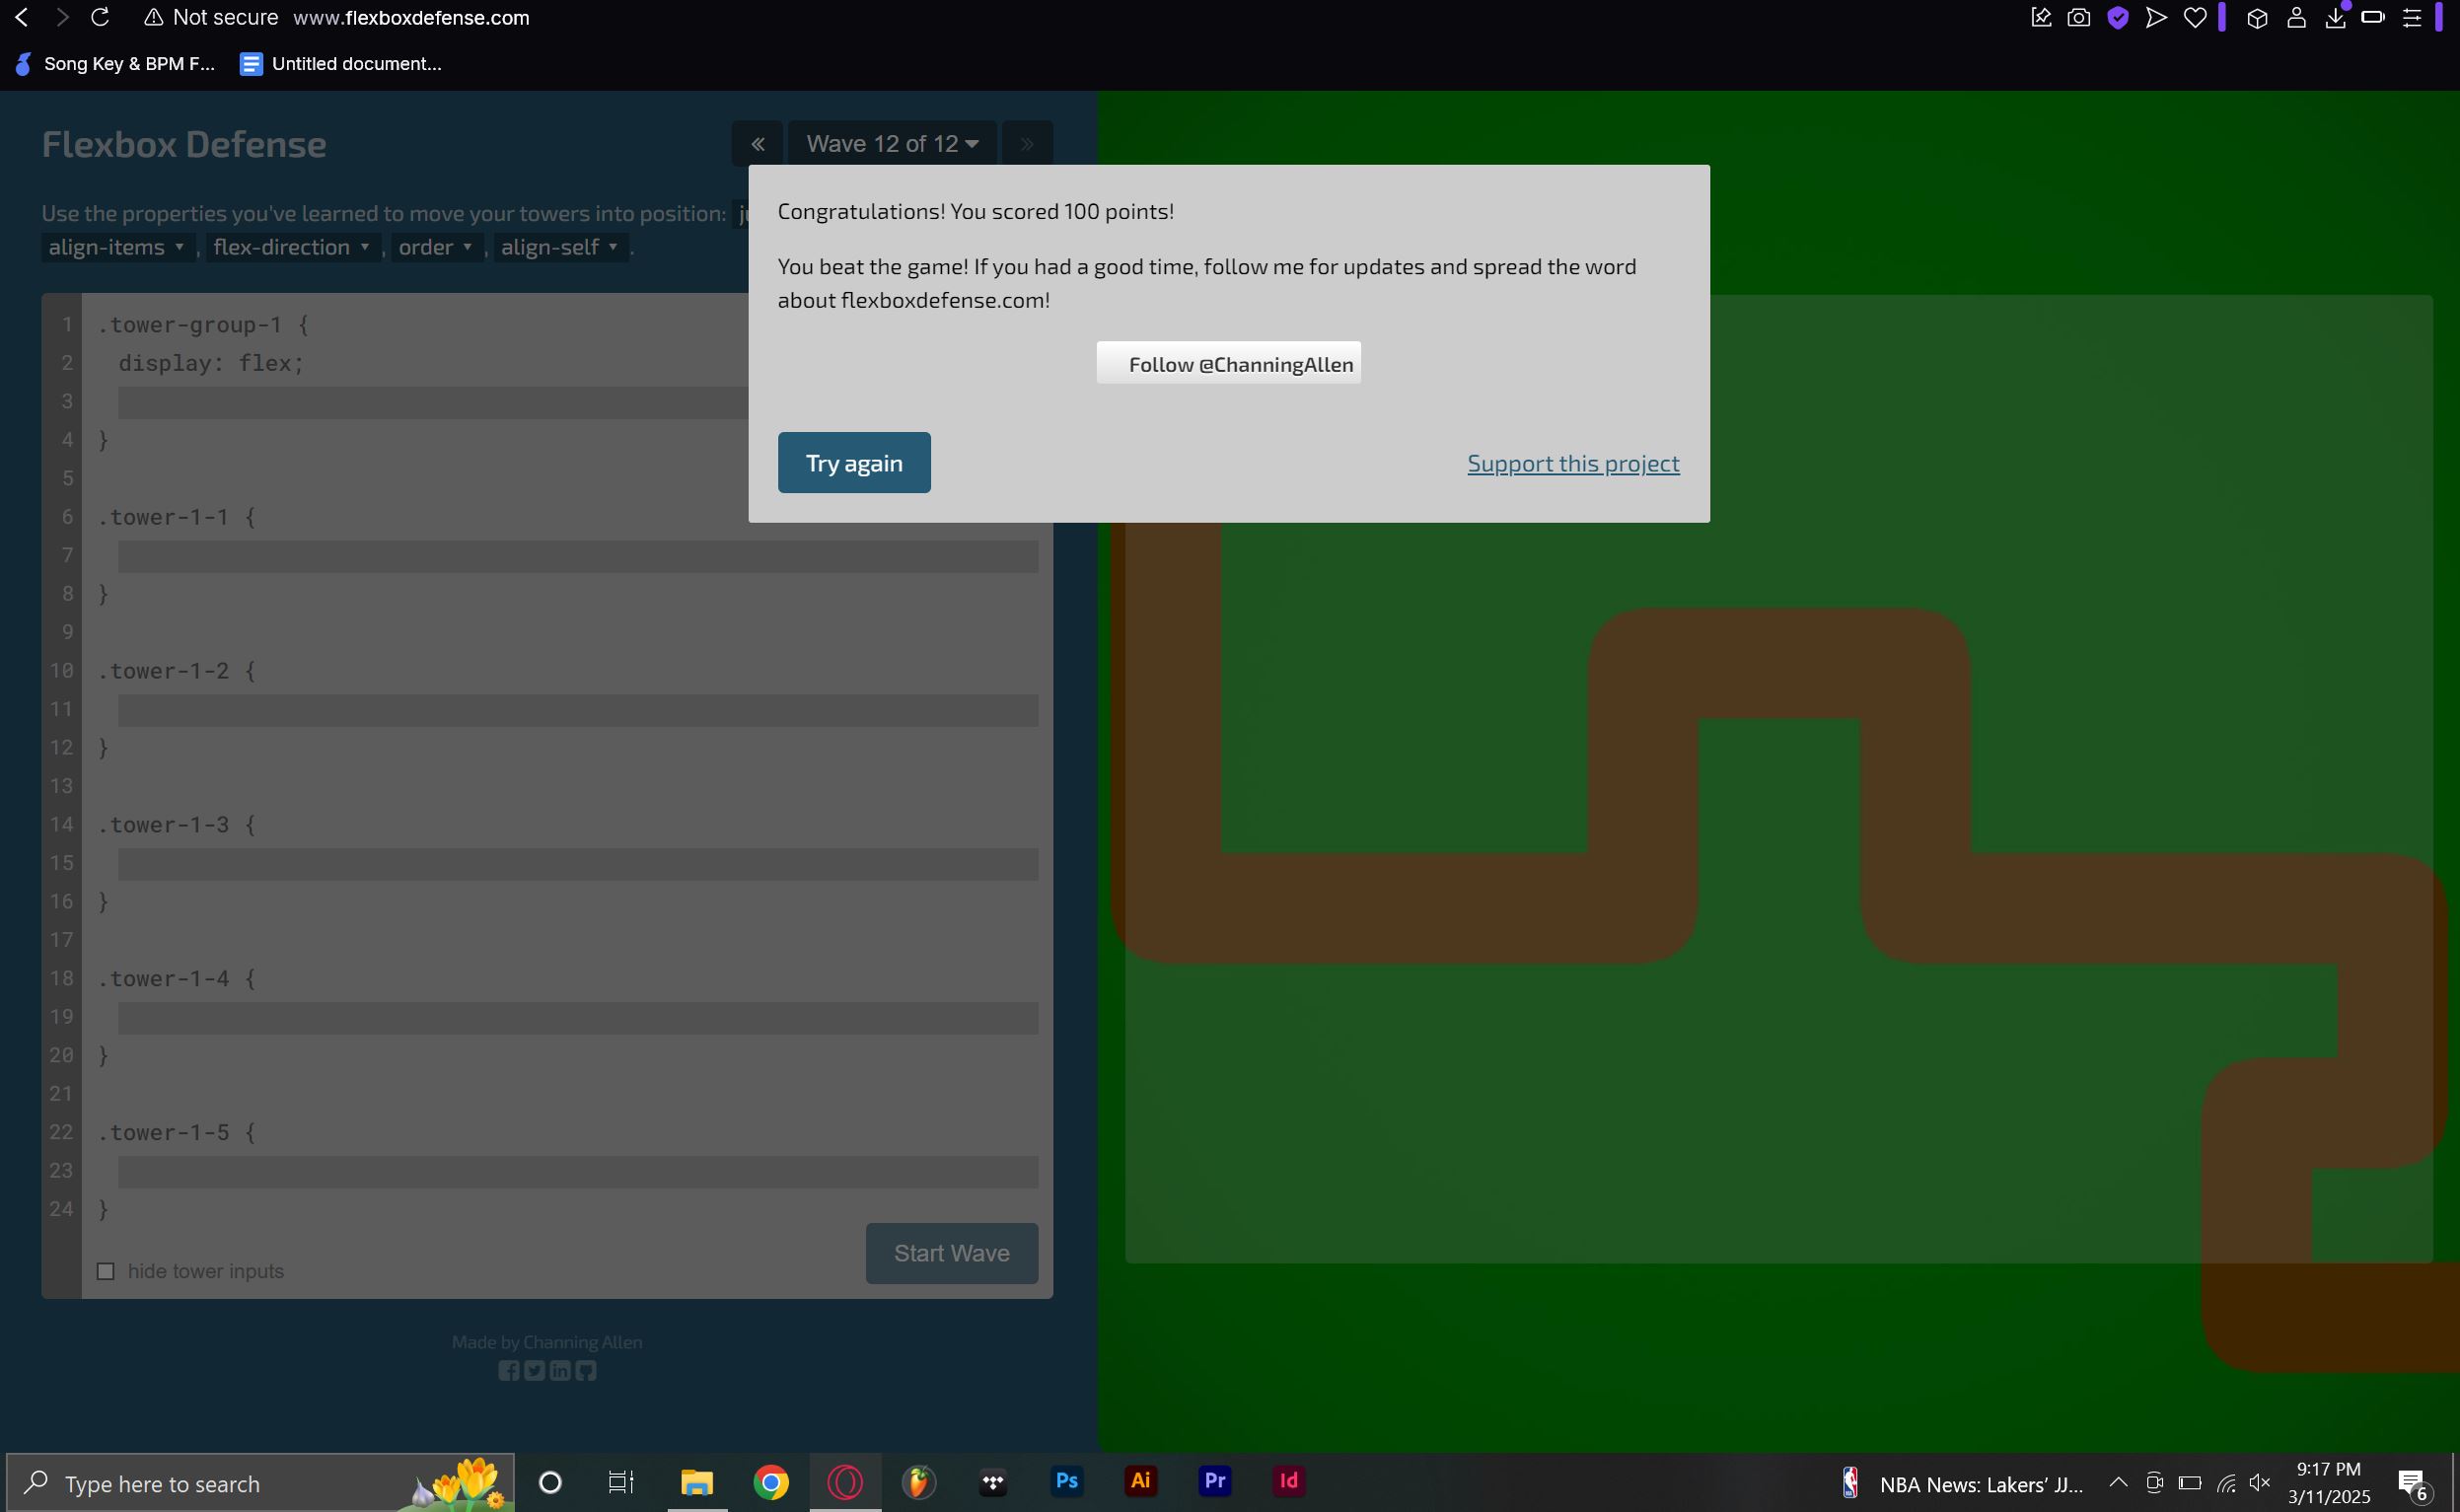 Not secure www.flexboxdefense.com
Song Key & BPM F...
Untitled document...
Flexbox Defense
« Wave 12 of 12 »
Use the properties you've learned to move your towers into position:
align-items ▾ , flex-direction ▾ , order ▾ , align-self ▾ .
Congratulations! You scored 100 points!
You beat the game! If you had a good time, follow me for updates and spread the word
about flexboxdefense.com!
Follow @ChanningAllen
Try again
Support this project
1 .tower-group-1 {
2 display: flex;
3
4 }
5
6 .tower-1-1 {
7
8 }
9
10 .tower-1-2 {
11
12 }
13
14 .tower-1-3 {
15
16 }
17
18 .tower-1-4 {
19
20 }
21
22 .tower-1-5 {
23
24 }
hide tower inputs
Start Wave
Made by Channing Allen
Type here to search
Ps
Ai
Pr
Id
NBA News: Lakers' JJ...
9:17 PM
3/11/2025
6